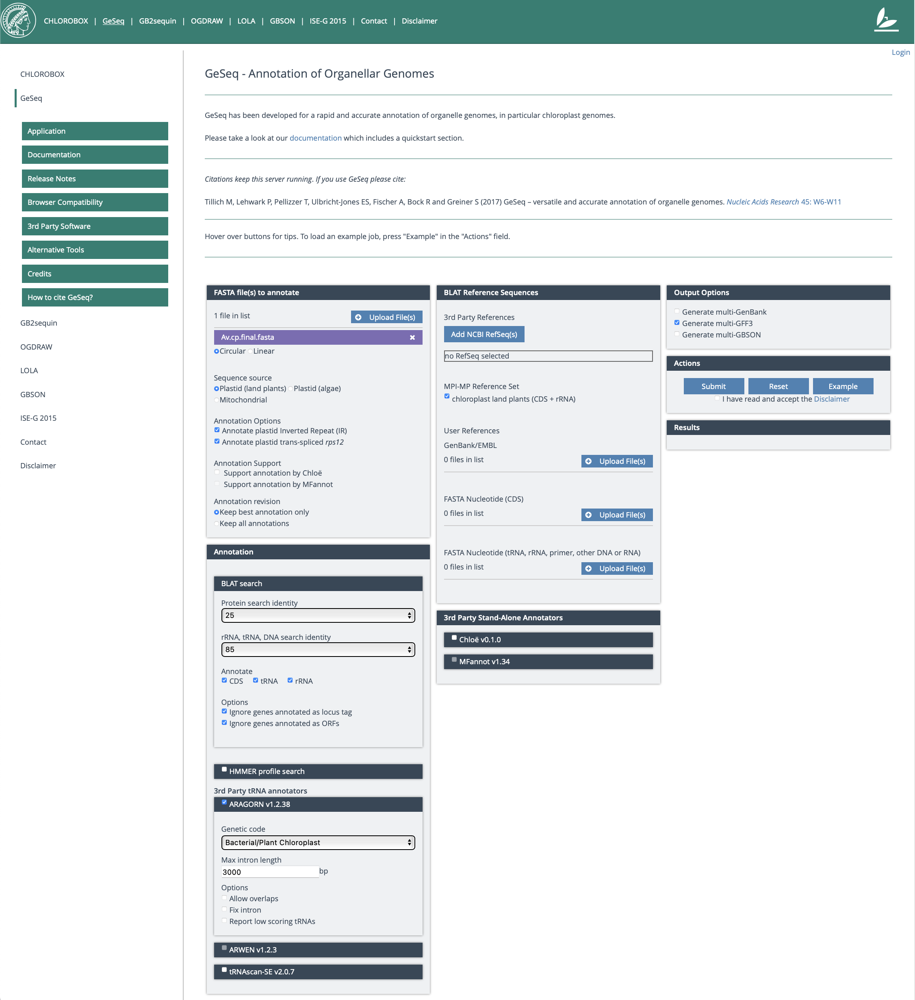 CHLOROBOX | GeSeq | GB2sequin | OGDRAW | LOLA | GBSON | ISE-G 2015 | Contact | Disclaimer
Login
CHLOROBOX
GeSeq
Application
Documentation
Release Notes
Browser Compatibility
3rd Party Software
Alternative Tools
Credits
How to cite GeSeq?
GB2sequin
OGDRAW
LOLA
GBSON
ISE-G 2015
Contact
Disclaimer
GeSeq - Annotation of Organellar Genomes
GeSeq has been developed for a rapid and accurate annotation of organelle genomes, in particular chloroplast genomes.
Please take a look at our documentation which includes a quickstart section.
Citations keep this server running. If you use GeSeq please cite:
Tillich M, Lehwark P, Pellizzer T, Ulbricht-Jones ES, Fischer A, Bock R and Greiner S (2017) GeSeq – versatile and accurate annotation of organelle genomes. Nucleic Acids Research 45: W6-W11
Hover over buttons for tips. To load an example job, press "Example" in the "Actions" field.
FASTA file(s) to annotate
1 file in list
Upload File(s)
Av.cp.final.fasta
Circular Linear
Sequence source
Plastid (land plants) Plastid (algae)
Mitochondrial
Annotation Options
Annotate plastid Inverted Repeat (IR)
Annotate plastid trans-spliced rps12
Annotation Support
Support annotation by Chloë
Support annotation by MFannot
Annotation revision
Keep best annotation only
Keep all annotations
Annotation
BLAT search
Protein search identity
25
rRNA, tRNA, DNA search identity
85
Annotate
CDS tRNA rRNA
Options
Ignore genes annotated as locus tag
Ignore genes annotated as ORFs
HMMER profile search
3rd Party tRNA annotators
ARAGORN v1.2.38
Genetic code
Bacterial/Plant Chloroplast
Max intron length
3000 bp
Options
Allow overlaps
Fix intron
Report low scoring tRNAs
ARWEN v1.2.3
tRNAscan-SE v2.0.7
BLAT Reference Sequences
3rd Party References
Add NCBI RefSeq(s)
no RefSeq selected
MPI-MP Reference Set
chloroplast land plants (CDS + rRNA)
User References
GenBank/EMBL
0 files in list
Upload File(s)
FASTA Nucleotide (CDS)
0 files in list
Upload File(s)
FASTA Nucleotide (tRNA, rRNA, primer, other DNA or RNA)
0 files in list
Upload File(s)
3rd Party Stand-Alone Annotators
Chloë v0.1.0
MFannot v1.34
Output Options
Generate multi-GenBank
Generate multi-GFF3
Generate multi-GBSON
Actions
Submit
Reset
Example
I have read and accept the Disclaimer
Results